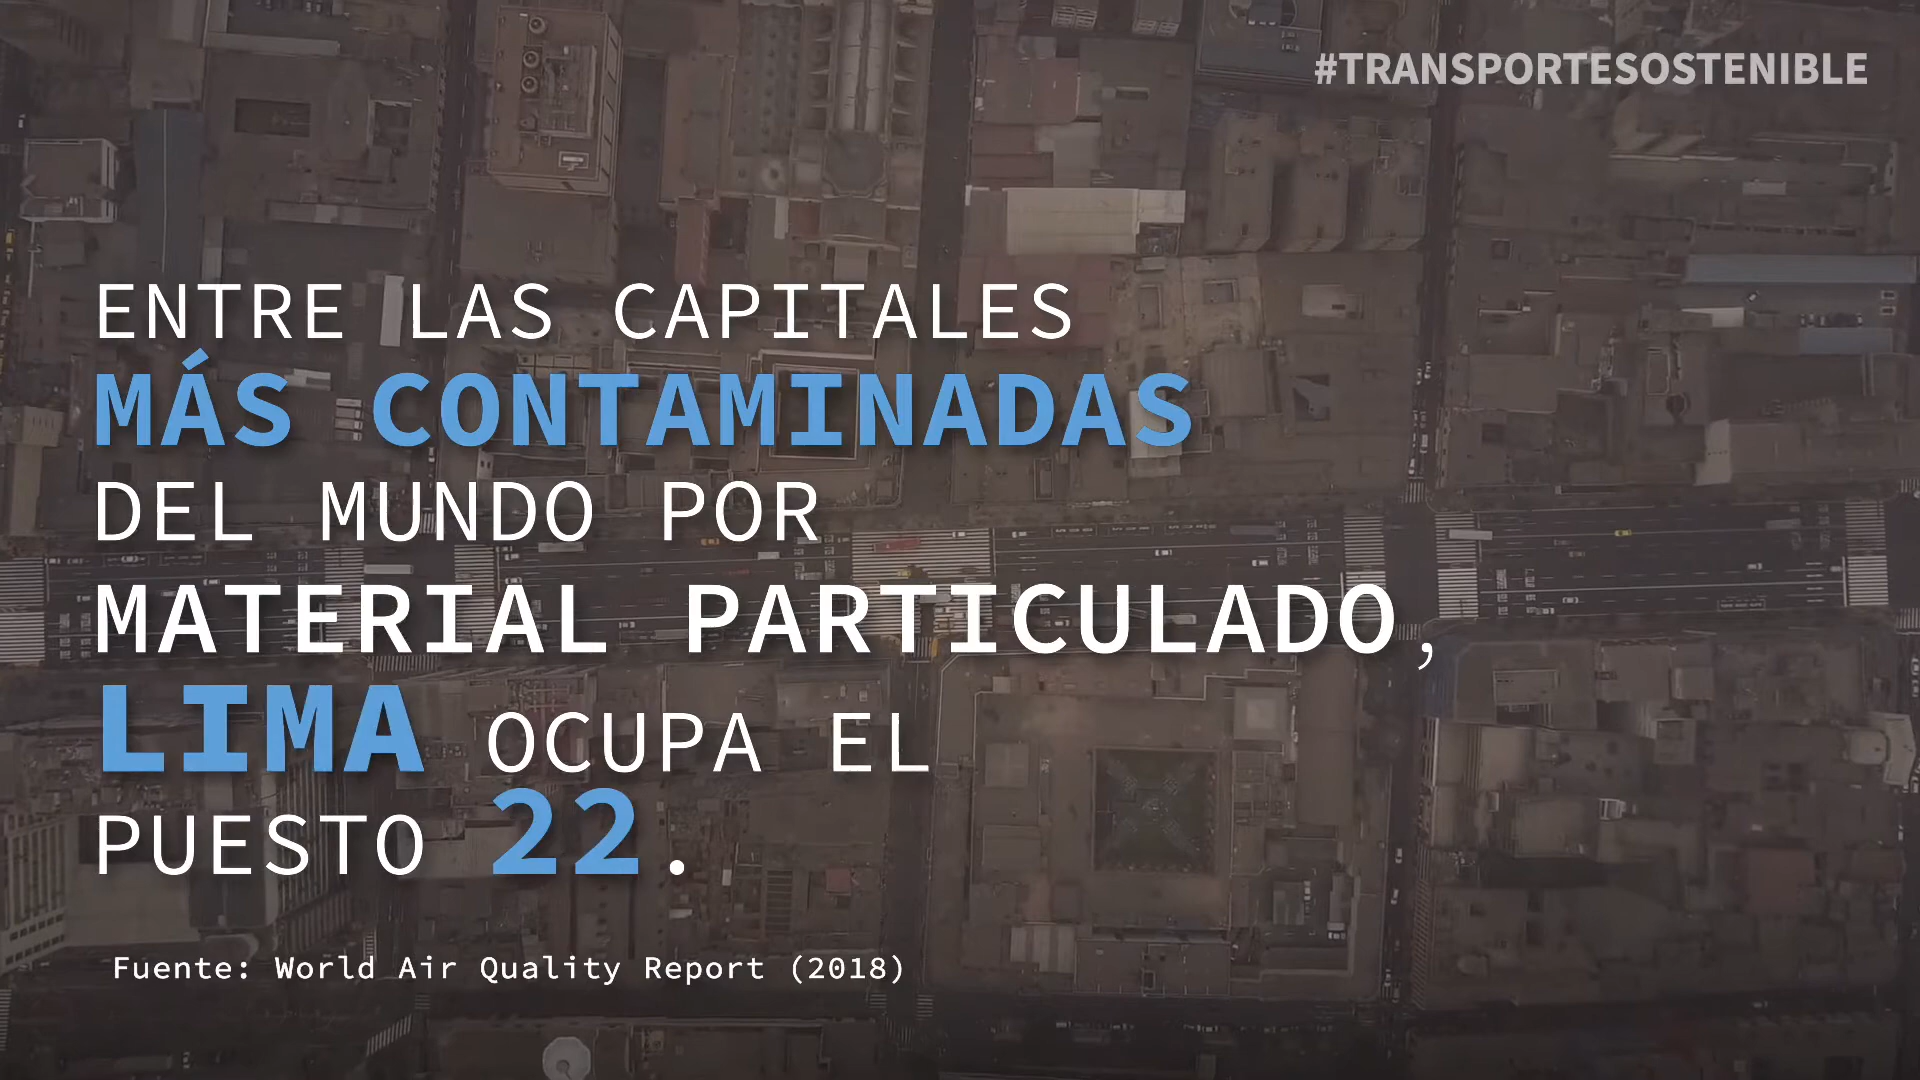 #TRANSPORTESOSTENIBLE
ENTRE LAS CAPITALES
MÁS CONTAMINADAS
DEL MUNDO POR
MATERIAL PARTICULADO,
LIMA OCUPA EL
PUESTO 22.
Fuente: World Air Quality Report (2018)